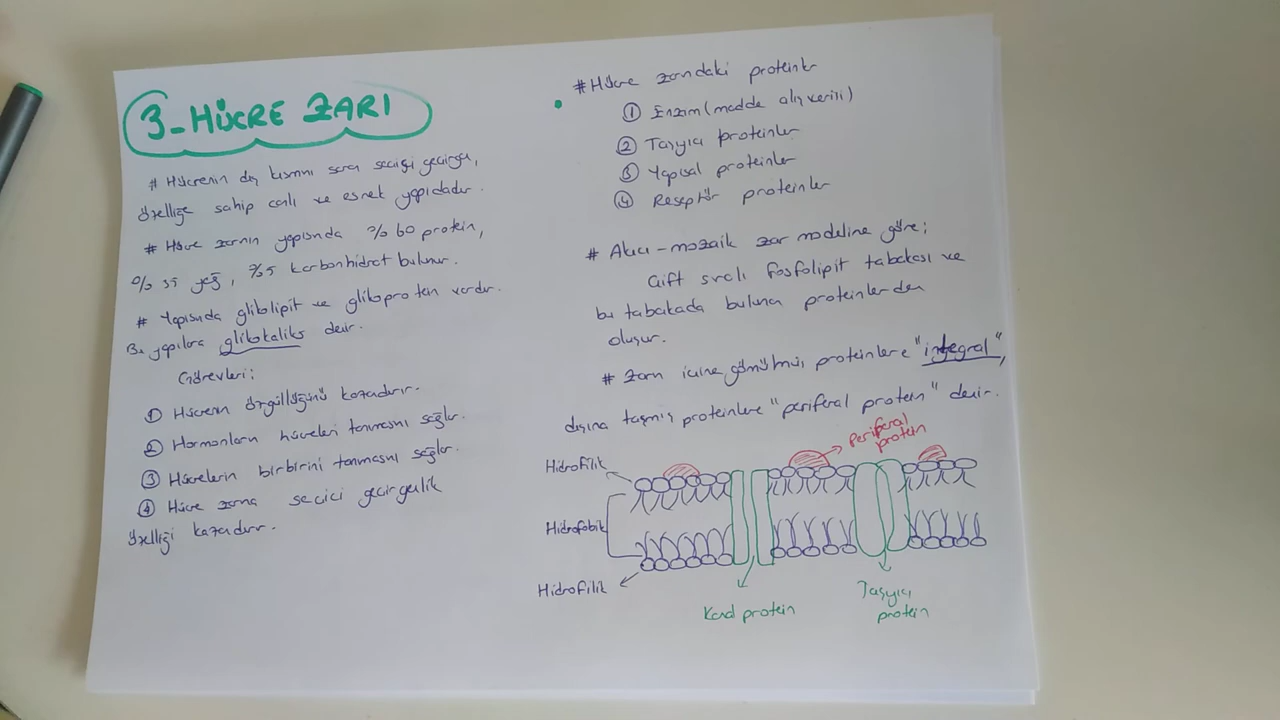 3-HÜCRE ZARI
# Hücrenin dış kısmını saran seçici geçirgen,
özelliğe sahip canlı ve esnek yapıdadır.
# Hücre zarının yapısında %60 protein,
%35 yağ, %5 karbonhidrat bulunur.
# Yapısında glikolipit ve glikoprotein vardır.
Bu yapılara glikokaliks denir.
Görevleri:
① Hücrenin özgüllüğünü kazandırır.
② Hormonların hücreleri tanımasını sağlar.
③ Hücrelerin birbirini tanımasını sağlar.
④ Hücre zarına seçici geçirgenlik
özelliği kazandırır.
# Hücre zarındaki proteinler
① Enzim (madde alışverişi)
② Taşıyıcı proteinler
③ Yapısal proteinler
④ Reseptör proteinler
# Akıcı-mozaik zar modeline göre;
Çift sıralı fosfolipit tabakası ve
bu tabakada bulunan proteinlerden
oluşur.
# Zarın içine gömülmüş proteinlere "integral",
dışına taşmış proteinlere "periferal protein" denir.
Periferal
protein
Hidrofilik
Hidrofobik
Hidrofilik
Kanal protein
Taşıyıcı
protein